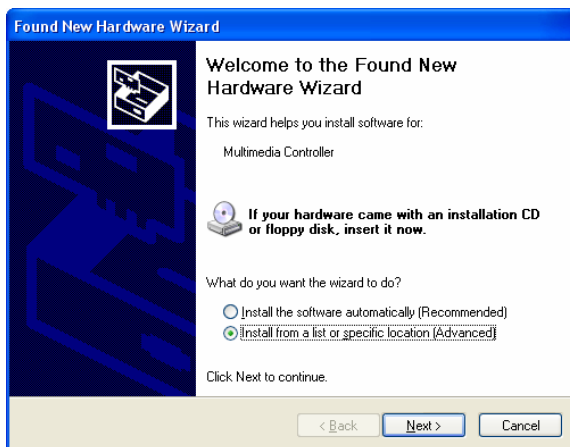 Found New Hardware Wizard
Welcome to the Found New
Hardware Wizard
This wizard helps you install software for:
Multimedia Controller
If your hardware came with an installation CD
or floppy disk, insert it now.
What do you want the wizard to do?
Install the software automatically (Recommended)
Install from a list or specific location (Advanced)
Click Next to continue.
< Back Next > Cancel